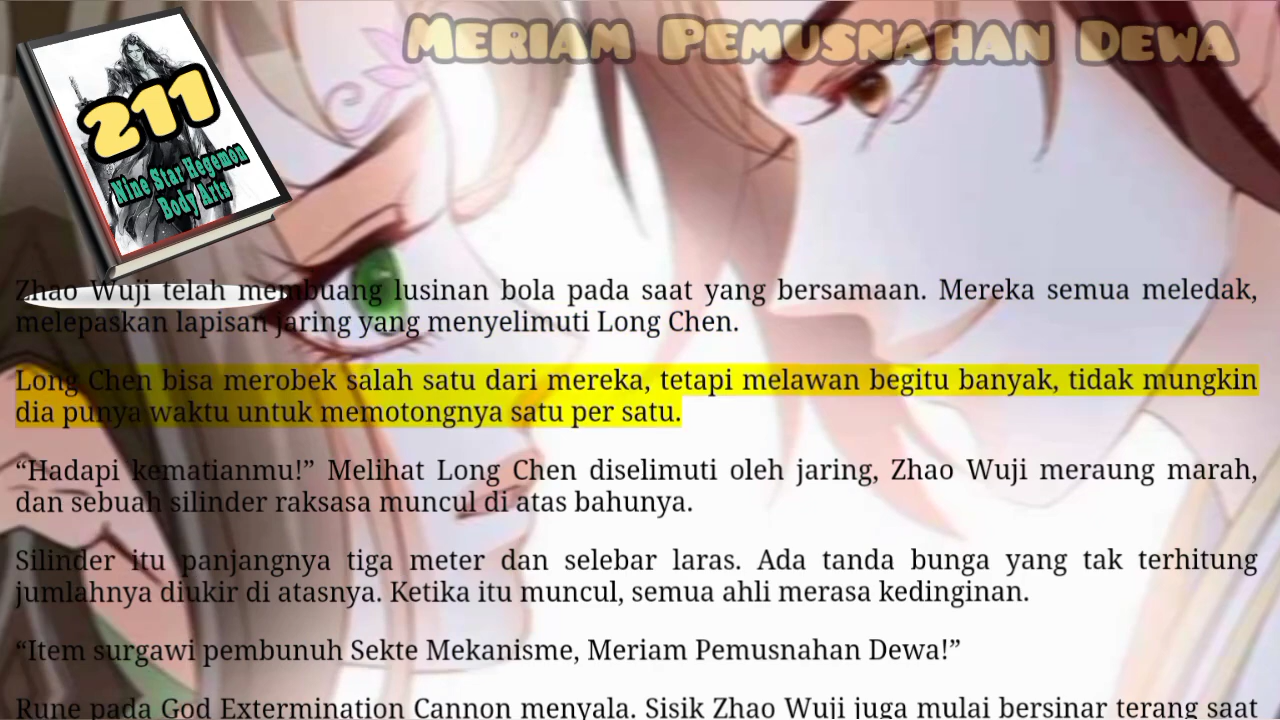 Meriam Pemusnahan Dewa
211
Nine Star Hegemon
Body Arts
Zhao Wuji telah membuang lusinan bola pada saat yang bersamaan. Mereka semua meledak,
melepaskan lapisan jaring yang menyelimuti Long Chen.
Long Chen bisa merobek salah satu dari mereka, tetapi melawan begitu banyak, tidak mungkin
dia punya waktu untuk memotongnya satu per satu.
“Hadapi kematianmu!” Melihat Long Chen diselimuti oleh jaring, Zhao Wuji meraung marah,
dan sebuah silinder raksasa muncul di atas bahunya.
Silinder itu panjangnya tiga meter dan selebar laras. Ada tanda bunga yang tak terhitung
jumlahnya diukir di atasnya. Ketika itu muncul, semua ahli merasa kedinginan.
“Item surgawi pembunuh Sekte Mekanisme, Meriam Pemusnahan Dewa!”
Rune pada God Extermination Cannon menyala. Sisik Zhao Wuji juga mulai bersinar terang saat